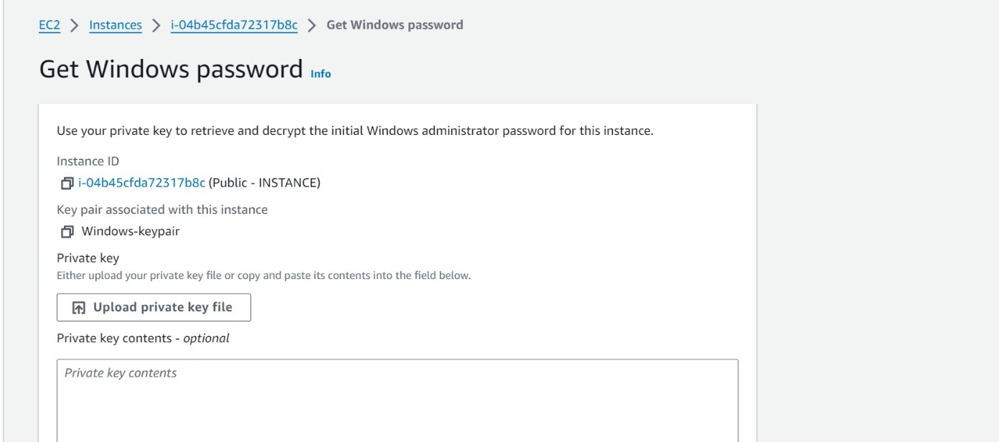 EC2 > Instances > i-04b45cfda72317b8c > Get Windows password
Get Windows password Info
Use your private key to retrieve and decrypt the initial Windows administrator password for this instance.
Instance ID
i-04b45cfda72317b8c (Public - INSTANCE)
Key pair associated with this instance
Windows-keypair
Private key
Either upload your private key file or copy and paste its contents into the field below.
Upload private key file
Private key contents - optional
Private key contents